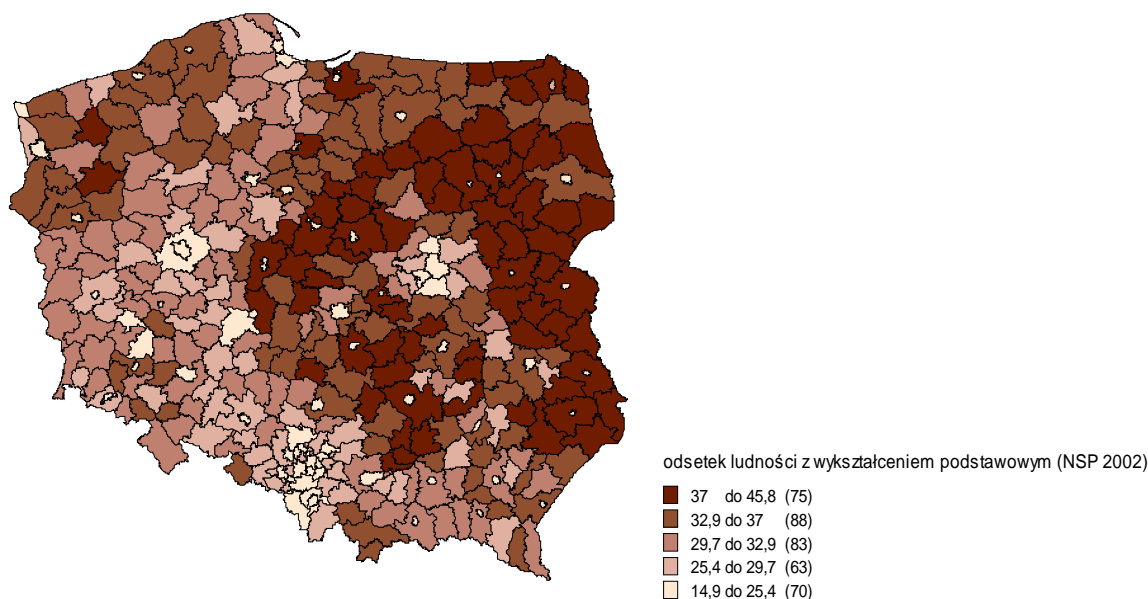 odsetek ludności z wykształceniem podstawowym (NSP 2002)
37 do 45,8 (75)
32,9 do 37 (88)
29,7 do 32,9 (83)
25,4 do 29,7 (63)
14,9 do 25,4 (70)